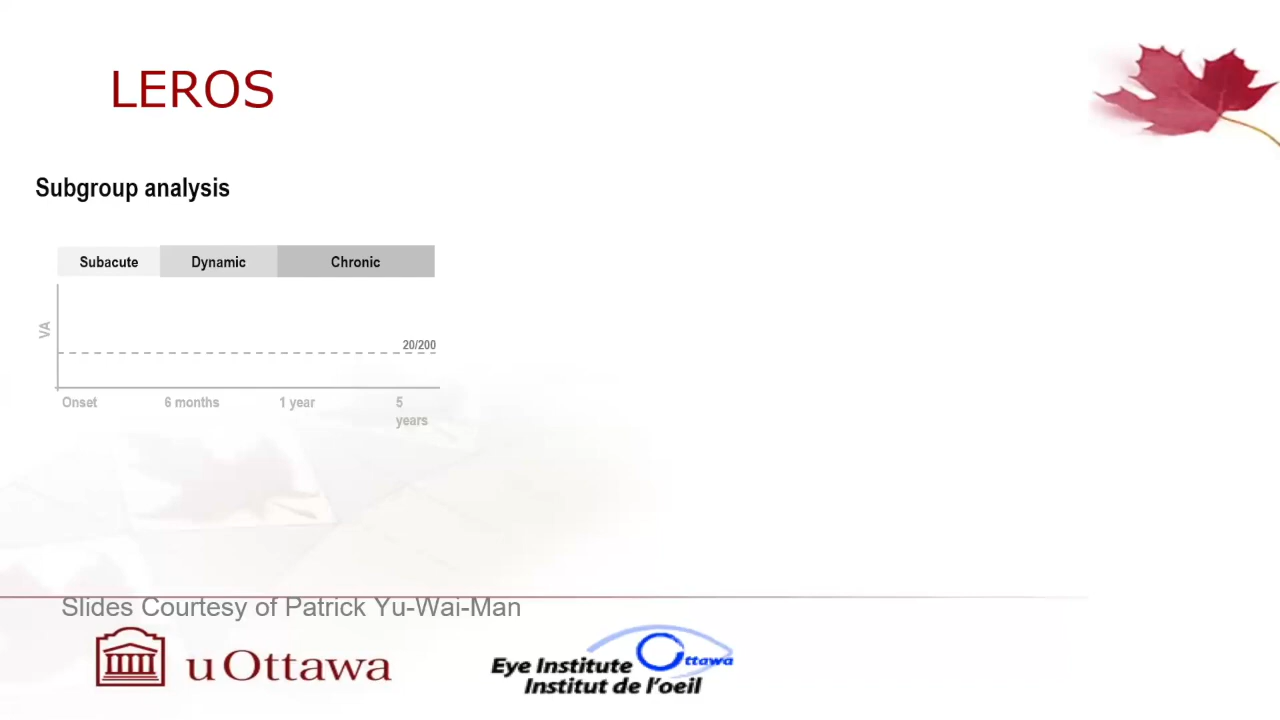 LEROS
Subgroup analysis
Subacute Dynamic Chronic
VA
20/200
Onset 6 months 1 year 5
years
Slides Courtesy of Patrick Yu-Wai-Man
uOttawa
Eye Institute Ottawa
Institut de l'oeil